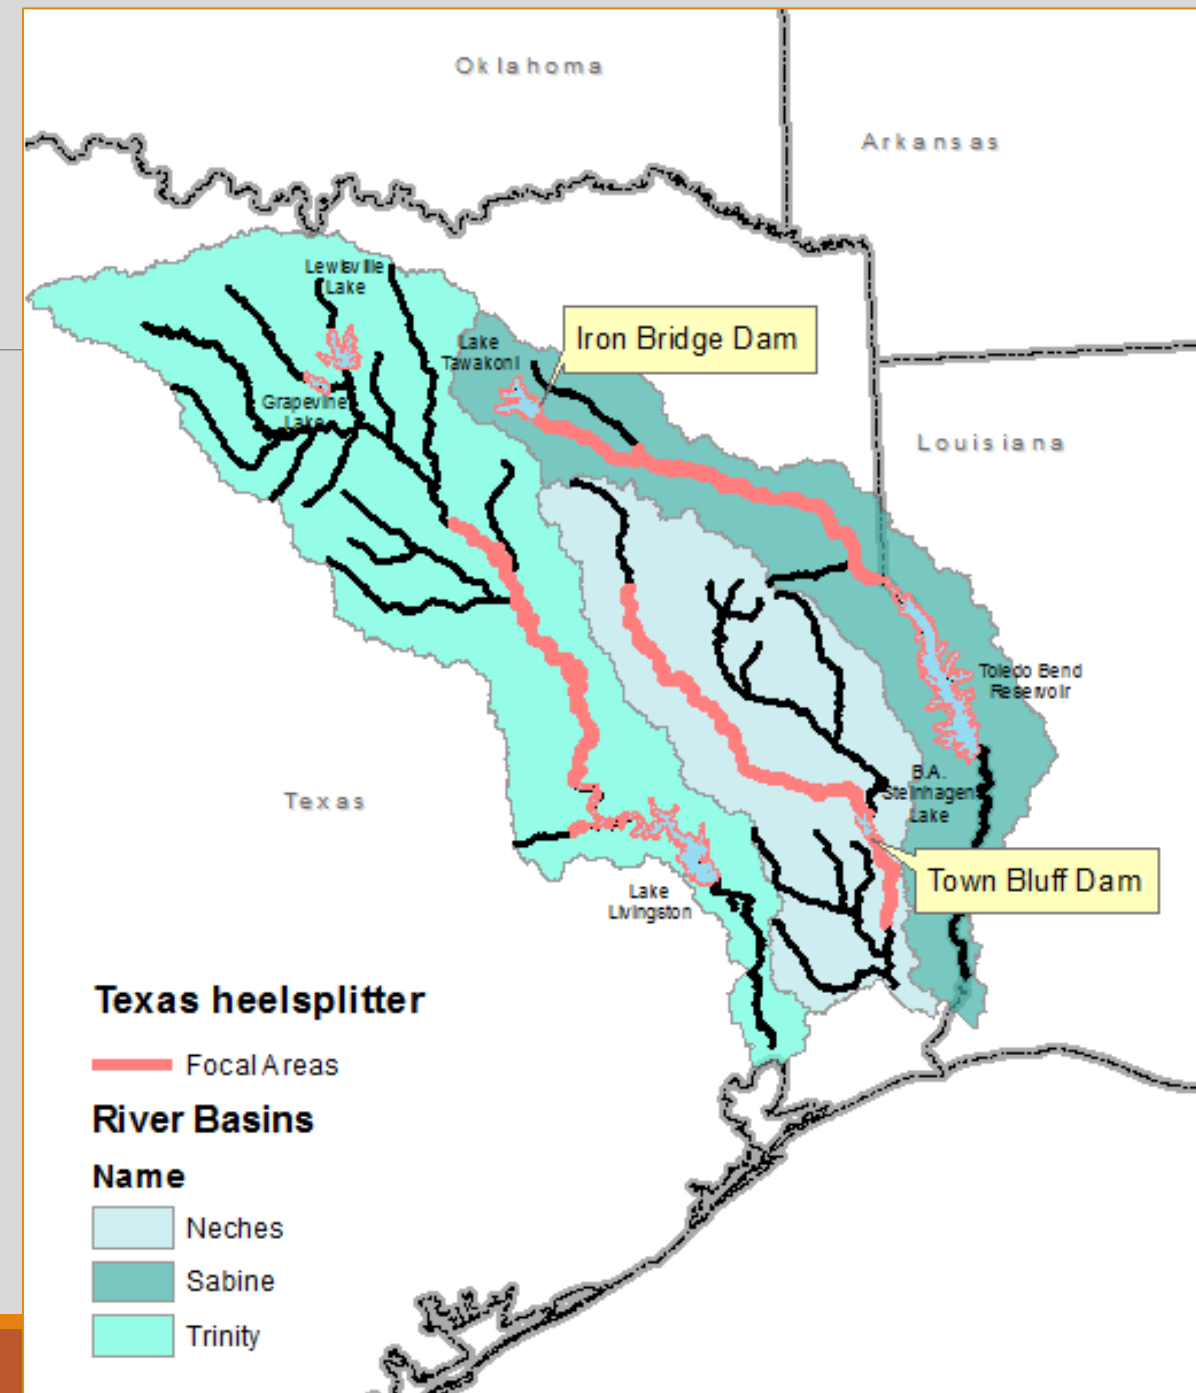 Oklahoma
Arkansas
Lewisville
Lake
Iron Bridge Dam
Lake
Tawakoni
Grapevine
Lake
Louisiana
Toledo Bend
Reservoir
Texas
B.A.
Steinhagen
Lake
Town Bluff Dam
Lake
Livingston
Texas heelsplitter
Focal Areas
River Basins
Name
Neches
Sabine
Trinity